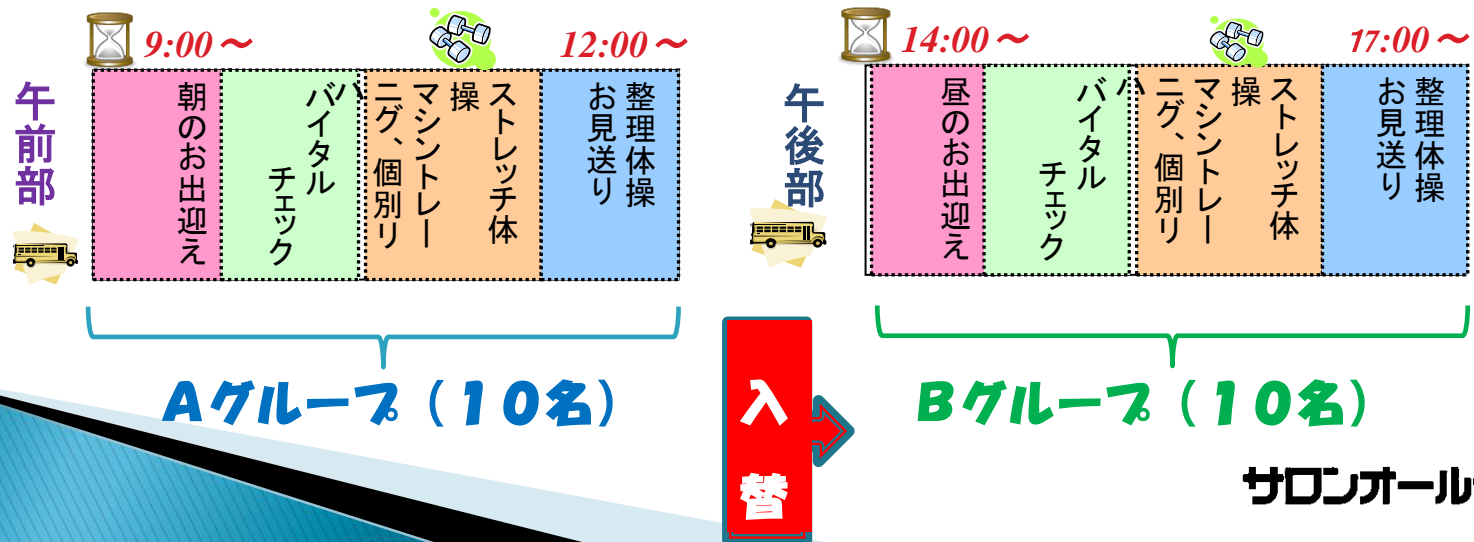 午前部
9:00～
12:00～
朝のお出迎え
バイタル
チェック
ストレッチ体
操
マシントレー
ニグ、個別リ
ハ
整理体操
お見送り
Aグループ（10名）
入
替
午後部
14:00～
17:00～
昼のお出迎え
バイタル
チェック
ストレッチ体
操
マシントレー
ニグ、個別リ
ハ
整理体操
お見送り
Bグループ（10名）
サロンオール